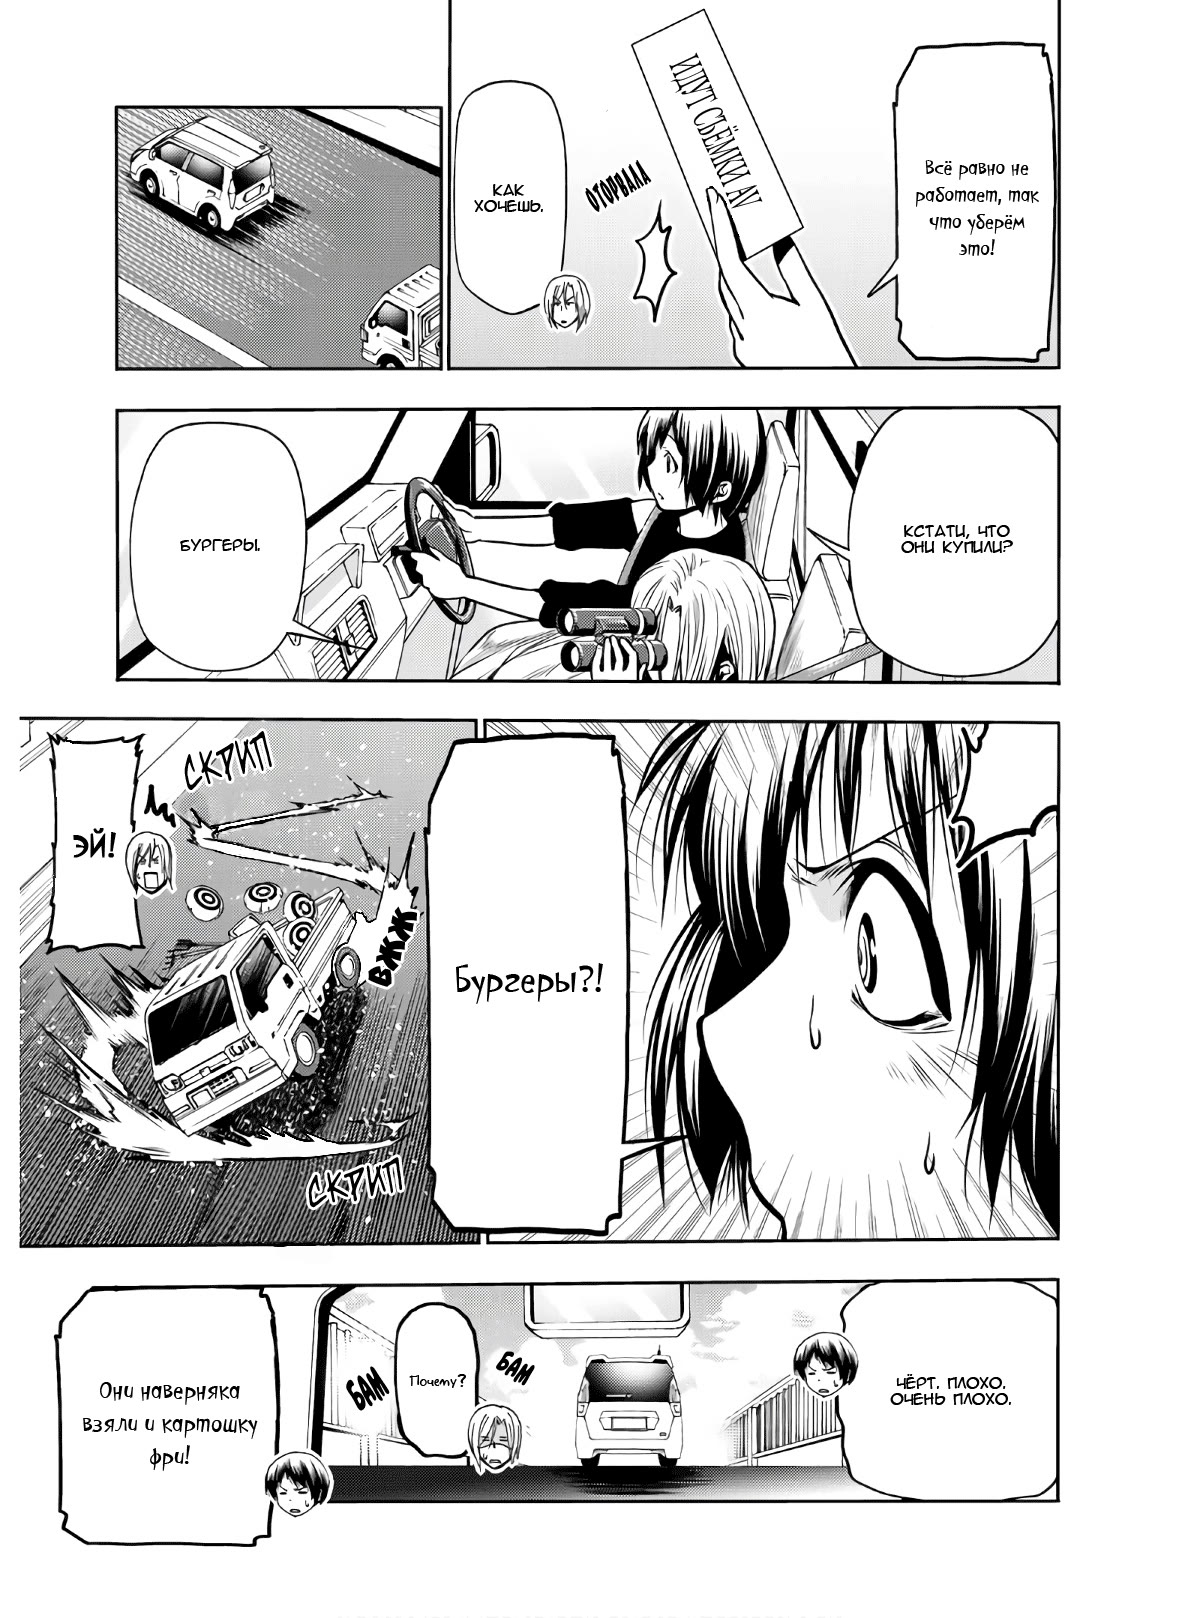 Всё равно не
работает, так
что уберём
это!
ИДУТ СЪЁМКИ AV
ОТОРВАЛА
КАК
ХОЧЕШЬ.
КСТАТИ, ЧТО
ОНИ КУПИЛИ?
БУРГЕРЫ.
Бургеры?!
СКРИП
ЭЙ!
ВЖЖ
СКРИП
ЧЁРТ. ПЛОХО.
ОЧЕНЬ ПЛОХО.
БАМ
Почему?
БАМ
Они наверняка
взяли и картошку
фри!